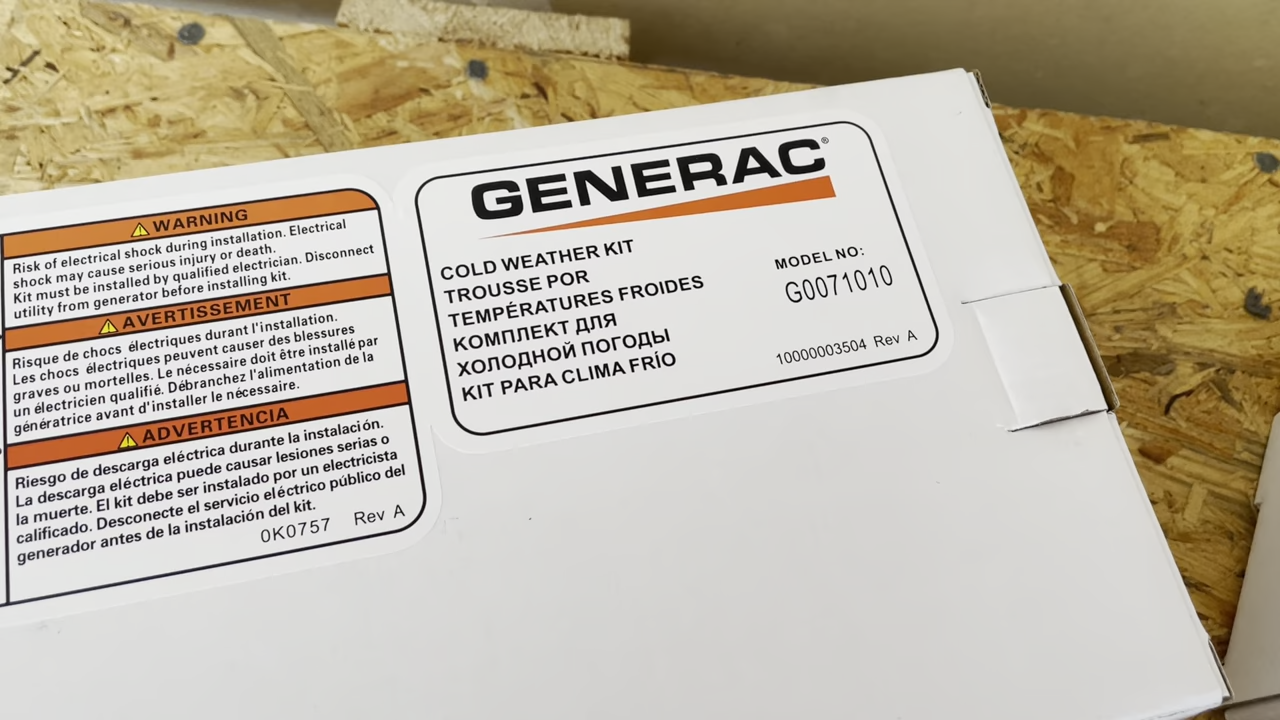 WARNING
Risk of electrical shock during installation. Electrical
shock may cause serious injury or death.
Kit must be installed by qualified electrician. Disconnect
utility from generator before installing kit.
AVERTISSEMENT
Risque de chocs électriques durant l'installation.
Les chocs électriques peuvent causer des blessures
graves ou mortelles. Le nécessaire doit être installé par
un électricien qualifié. Débranchez l'alimentation de la
génératrice avant d'installer le nécessaire.
ADVERTENCIA
Riesgo de descarga eléctrica durante la instalación.
La descarga eléctrica puede causar lesiones serias o
la muerte. El kit debe ser instalado por un electricista
calificado. Desconecte el servicio eléctrico público del
generador antes de la instalación del kit.
0K0757 Rev A
GENERAC®
COLD WEATHER KIT
TROUSSE POR
TEMPÉRATURES FROIDES
КОМПЛЕКТ ДЛЯ
ХОЛОДНОЙ ПОГОДЫ
KIT PARA CLIMA FRÍO
MODEL NO:
G0071010
10000003504 Rev A